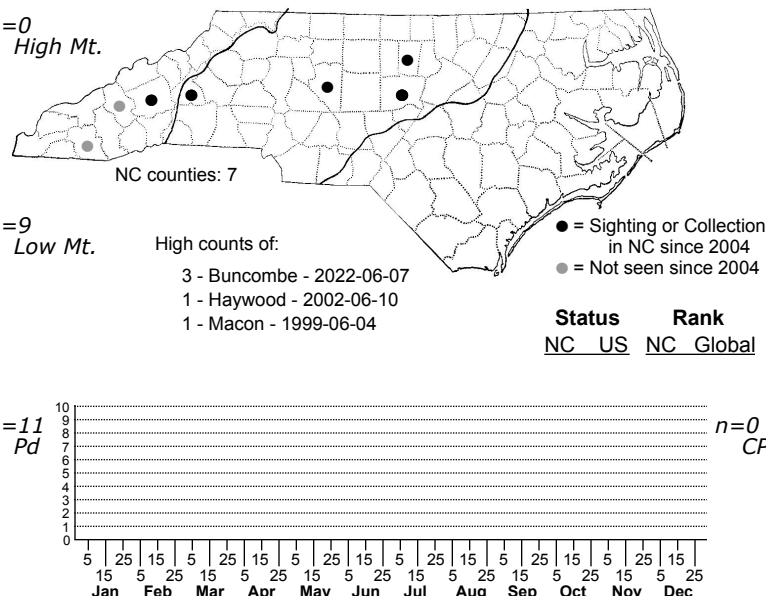 =0
High Mt.
NC counties: 7
=9
Low Mt.
High counts of:
3 - Buncombe - 2022-06-07
1 - Haywood - 2002-06-10
1 - Macon - 1999-06-04
= Sighting or Collection
in NC since 2004
= Not seen since 2004
Status Rank
NC US NC Global
=11
Pd
n=0
CP
10
9
8
7
6
5
4
3
2
1
0
5 25 15 5 25 15 5 25 15 5 25 15 5 25 15 5 25 15
15 5 25 15 5 25 15 5 25 15 5 25 15 5 25 15 5 25
Jan Feb Mar Apr May Jun Jul Aug Sep Oct Nov Dec